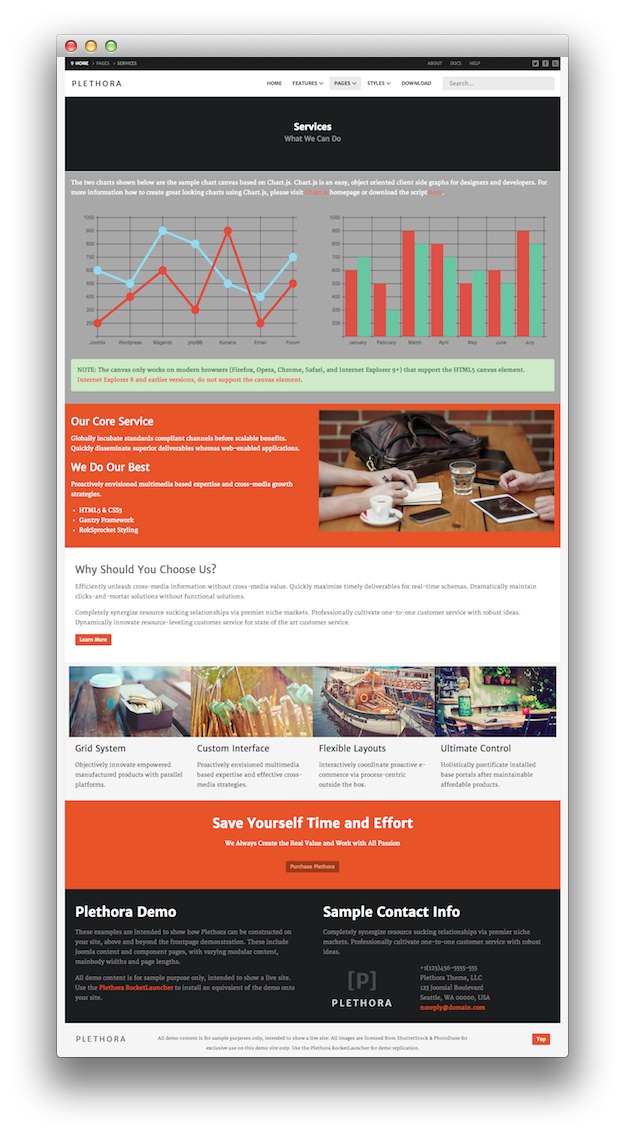 HOME > PAGES > SERVICES
ABOUT DOCS HELP
PLETHORA
HOME FEATURES PAGES STYLES DOWNLOAD Search...
Services
What We Can Do
The two charts shown below are the sample chart canvas based on Chart.js. Chart.js is an easy, object oriented client side graphs for designers and developers. For
more information how to create great looking charts using Chart.js, please visit Chart.js homepage or download the script here.
1000
900
800
700
600
500
400
300
200
Joomla Wordpress Magento phpBB Kunena Email Forum
1000
900
800
700
600
500
400
300
200
January February March April May June July
NOTE: The canvas only works on modern browsers (Firefox, Opera, Chrome, Safari, and Internet Explorer 9+) that support the HTML5 canvas element.
Internet Explorer 8 and earlier versions, do not support the canvas element.
Our Core Service
Globally incubate standards compliant channels before scalable benefits.
Quickly disseminate superior deliverables whereas web-enabled applications.
We Do Our Best
Proactively envisioned multimedia based expertise and cross-media growth
strategies.
• HTML5 & CSS3
• Gantry Framework
• RokSprocket Styling
Why Should You Choose Us?
Efficiently unleash cross-media information without cross-media value. Quickly maximize timely deliverables for real-time schemas. Dramatically maintain
clicks-and-mortar solutions without functional solutions.
Completely synergize resource sucking relationships via premier niche markets. Professionally cultivate one-to-one customer service with robust ideas.
Dynamically innovate resource-leveling customer service for state of the art customer service.
Learn More
Grid System
Objectively innovate empowered
manufactured products with parallel
platforms.
Custom Interface
Proactively envisioned multimedia
based expertise and effective cross-
media strategies.
Flexible Layouts
Interactively coordinate proactive e-
commerce via process-centric
outside the box.
Ultimate Control
Holistically pontificate installed
base portals after maintainable
affordable products.
Save Yourself Time and Effort
We Always Create the Real Value and Work with All Passion
Purchase Plethora
Plethora Demo
These examples are intended to show how Plethora can be constructed on
your site, above and beyond the frontpage demonstration. These include
Joomla content and component pages, with varying modular content,
mainbody widths and page lengths.
All demo content is for sample purpose only, intended to show a live site.
Use the Plethora RocketLauncher to install an equivalent of the demo onto
your site.
Sample Contact Info
Completely synergize resource sucking relationships via premier niche
markets. Professionally cultivate one-to-one customer service with robust
ideas.
[P]
PLETHORA
+1(123)456-5555-555
Plethora Theme, LLC
123 Joomla! Boulevard
Seattle, WA 00000, USA
noreply@domain.com
PLETHORA
All demo content is for sample purposes only, intended to show a live site. All images are licensed from ShutterStock & PhotoDune for
exclusive use on this demo site only. Use the Plethora RocketLauncher for demo replication.
Top